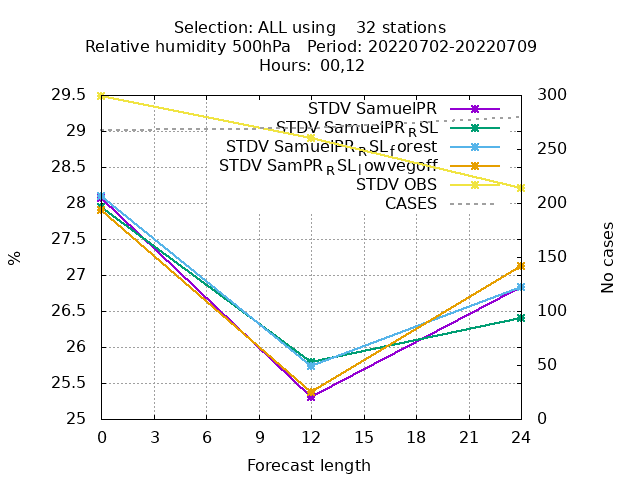 Selection: ALL using    32 stations
Relative humidity 500hPa   Period: 20220702-20220709
Hours: 00,12
STDV SamuelPR
STDV SamuelPR_RSL
STDV SamuelPR_RSL_forest
STDV SamPR_RSL_lowvegoff
STDV OBS
CASES
29.5
29
28.5
28
27.5
27
26.5
26
25.5
25
%
300
250
200
150
100
50
0
No cases
0 3 6 9 12 15 18 21 24
Forecast length